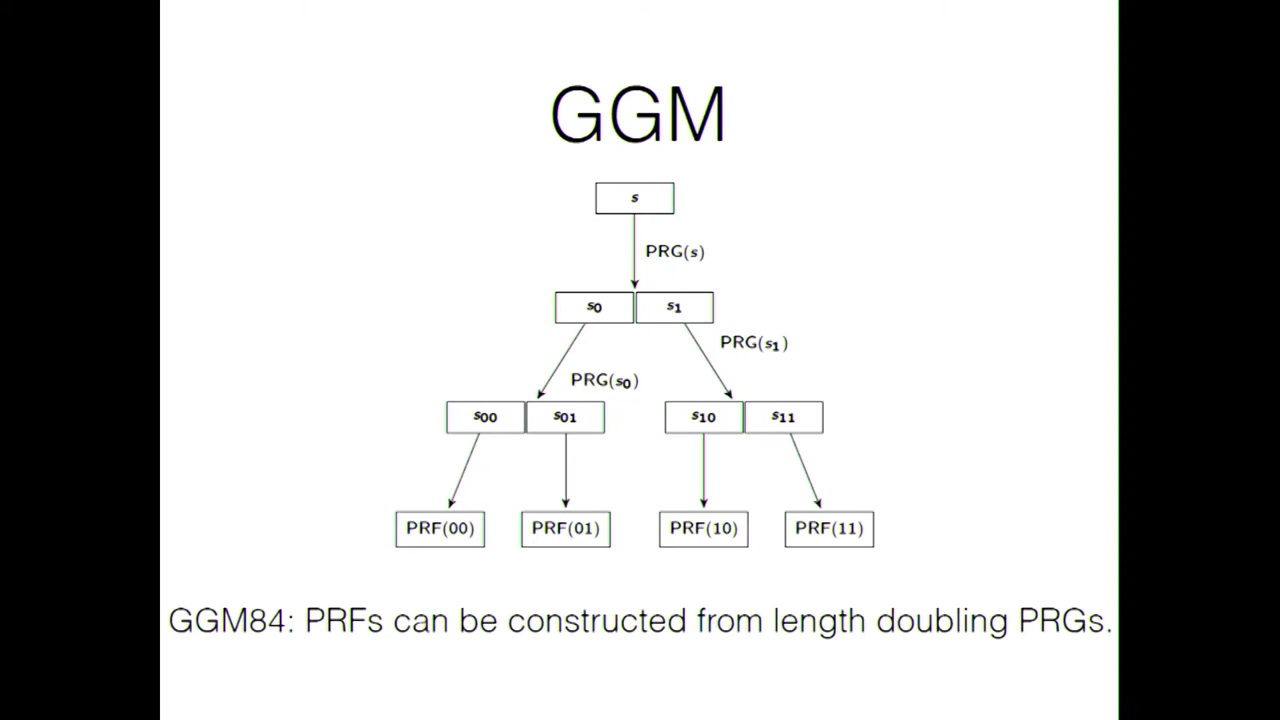 GGM
s
PRG(s)
s0 s1
PRG(s1)
PRG(s0)
s00 s01 s10 s11
PRF(00) PRF(01) PRF(10) PRF(11)
GGM84: PRFs can be constructed from length doubling PRGs.